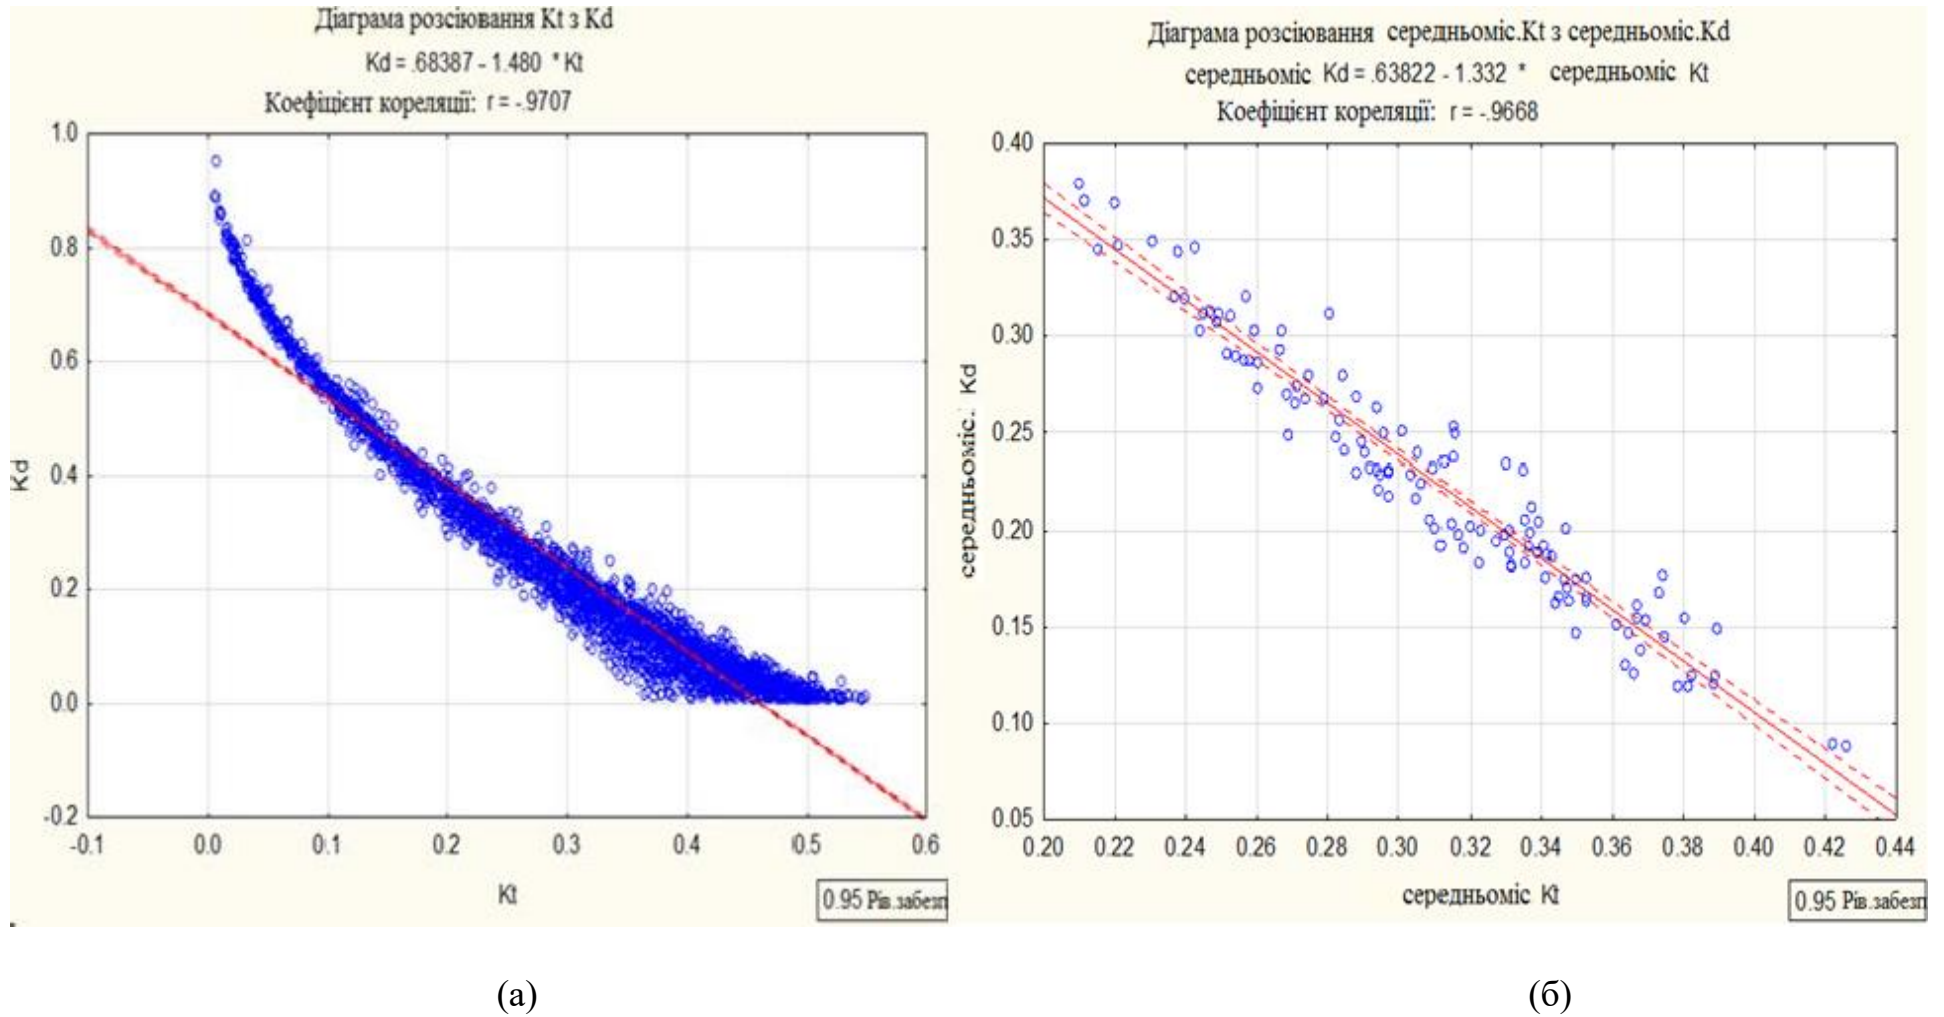 Діаграма розсіювання Kt з Kd
Kd = .68387 - 1.480 * Kt
Коефіцієнт кореляції: r = -.9707
1.0
0.8
0.6
0.4
0.2
0.0
-0.2
Kd
-0.1 0.0 0.1 0.2 0.3 0.4 0.5 0.6
Kt
0.95 Рів.забезп
(а)
Діаграма розсіювання середньоміс.Kt з середньоміс.Kd
середньоміс Kd = .63822 - 1.332 * середньоміс Kt
Коефіцієнт кореляції: r = -.9668
0.40
0.35
0.30
0.25
0.20
0.15
0.10
0.05
середньоміс. Kd
0.20 0.22 0.24 0.26 0.28 0.30 0.32 0.34 0.36 0.38 0.40 0.42 0.44
середньоміс Kt
0.95 Рів.забезп
(б)